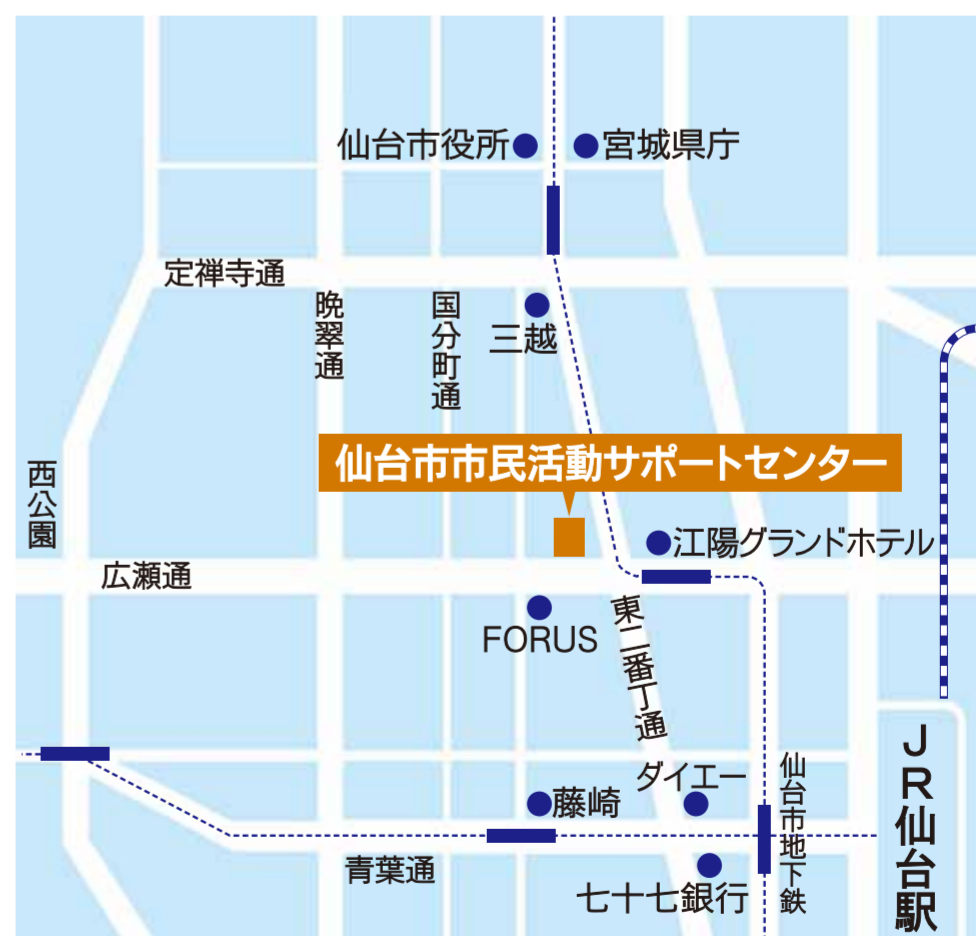 仙台市役所
宮城県庁
定禅寺通
晩翠通
国分町通
三越
仙台市市民活動サポートセンター
西公園
江陽グランドホテル
広瀬通
FORUS
東二番丁通
JR仙台駅
ダイエー
仙台市地下鉄
藤崎
青葉通
七十七銀行